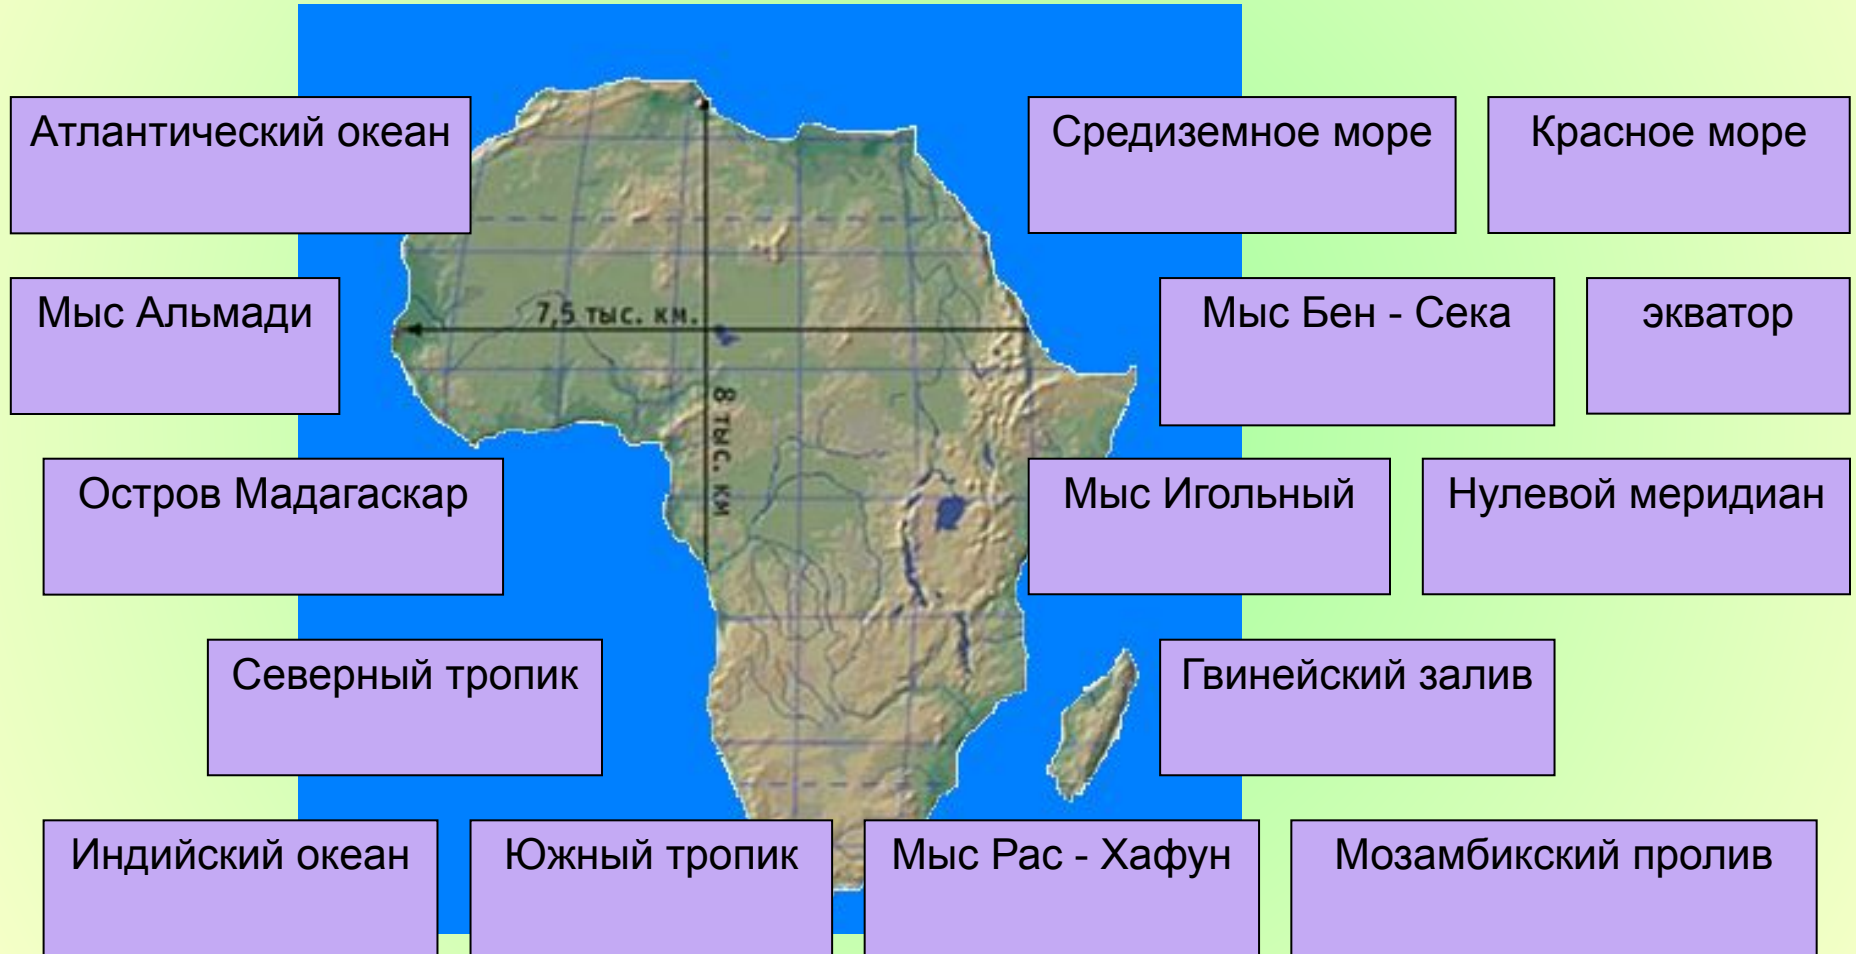 Атлантический океан
Средиземное море
Красное море
Мыс Альмади
7,5 тыс. км.
Мыс Бен - Сека
экватор
8 тыс. км
Остров Мадагаскар
Мыс Игольный
Нулевой меридиан
Северный тропик
Гвинейский залив
Индийский океан
Южный тропик
Мыс Рас - Хафун
Мозамбикский пролив